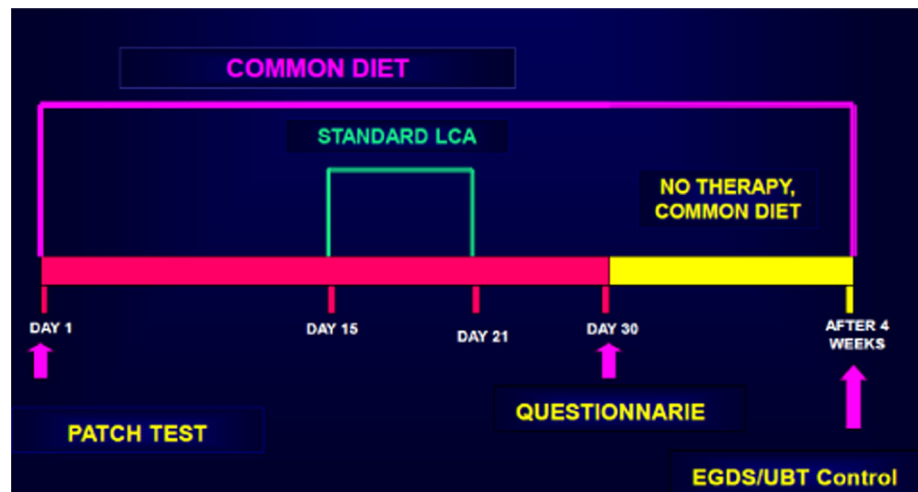 COMMON DIET
STANDARD LCA
NO THERAPY,
COMMON DIET
DAY 1
DAY 15
DAY 21
DAY 30
AFTER 4
WEEKS
PATCH TEST
QUESTIONNARIE
EGDS/UBT Control